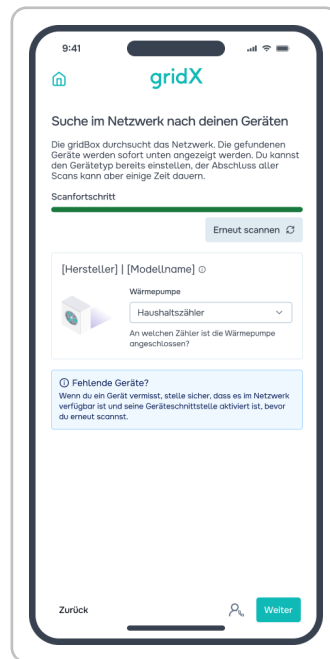 9:41
gridX
Suche im Netzwerk nach deinen Geräten
Die gridBox durchsucht das Netzwerk. Die gefundenen
Geräte werden sofort unten angezeigt werden. Du kannst
den Gerätetyp bereits einstellen, der Abschluss aller
Scans kann aber einige Zeit dauern.
Scanfortschritt
Erneut scannen
[Hersteller] | [Modellname]
Wärmepumpe
Haushaltszähler
An welchen Zähler ist die Wärmepumpe
angeschlossen?
Fehlende Geräte?
Wenn du ein Gerät vermisst, stelle sicher, dass es im Netzwerk
verfügbar ist und seine Geräteschnittstelle aktiviert ist, bevor
du erneut scannst.
Zurück
Weiter